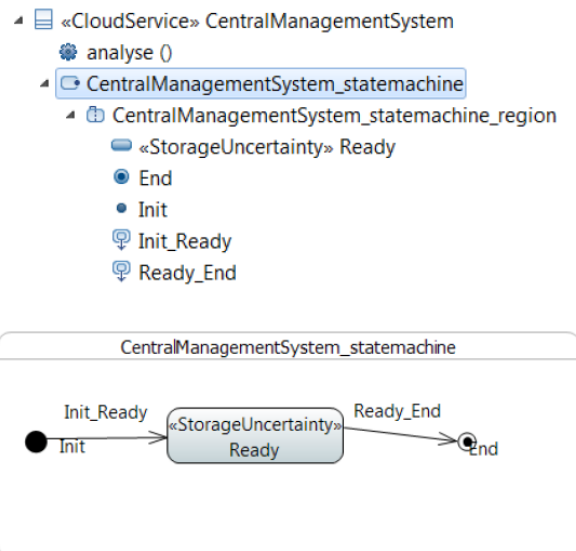 «CloudService» CentralManagementSystem
analyse ()
CentralManagementSystem_statemachine
CentralManagementSystem_statemachine_region
«StorageUncertainty» Ready
End
Init
Init_Ready
Ready_End
CentralManagementSystem_statemachine
Init_Ready
Ready_End
«StorageUncertainty»
Ready
Init
End